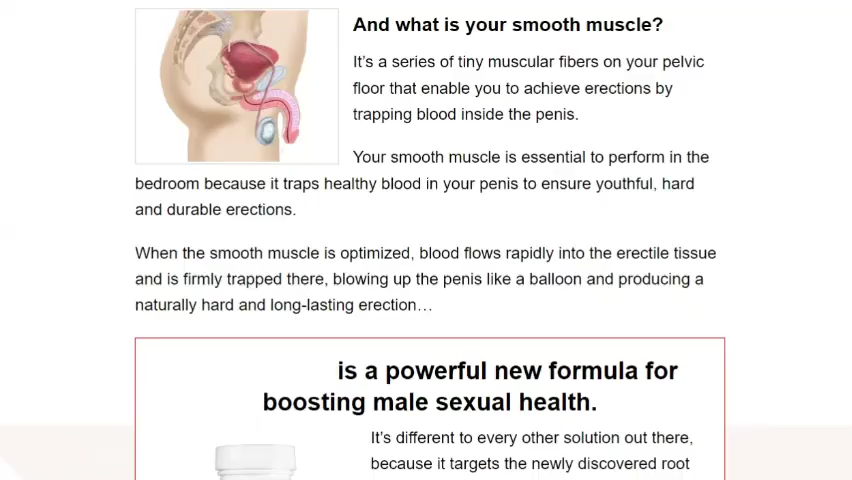 And what is your smooth muscle?
It’s a series of tiny muscular fibers on your pelvic
floor that enable you to achieve erections by
trapping blood inside the penis.
Your smooth muscle is essential to perform in the
bedroom because it traps healthy blood in your penis to ensure youthful, hard
and durable erections.
When the smooth muscle is optimized, blood flows rapidly into the erectile tissue
and is firmly trapped there, blowing up the penis like a balloon and producing a
naturally hard and long-lasting erection…
is a powerful new formula for
boosting male sexual health.
It’s different to every other solution out there,
because it targets the newly discovered root